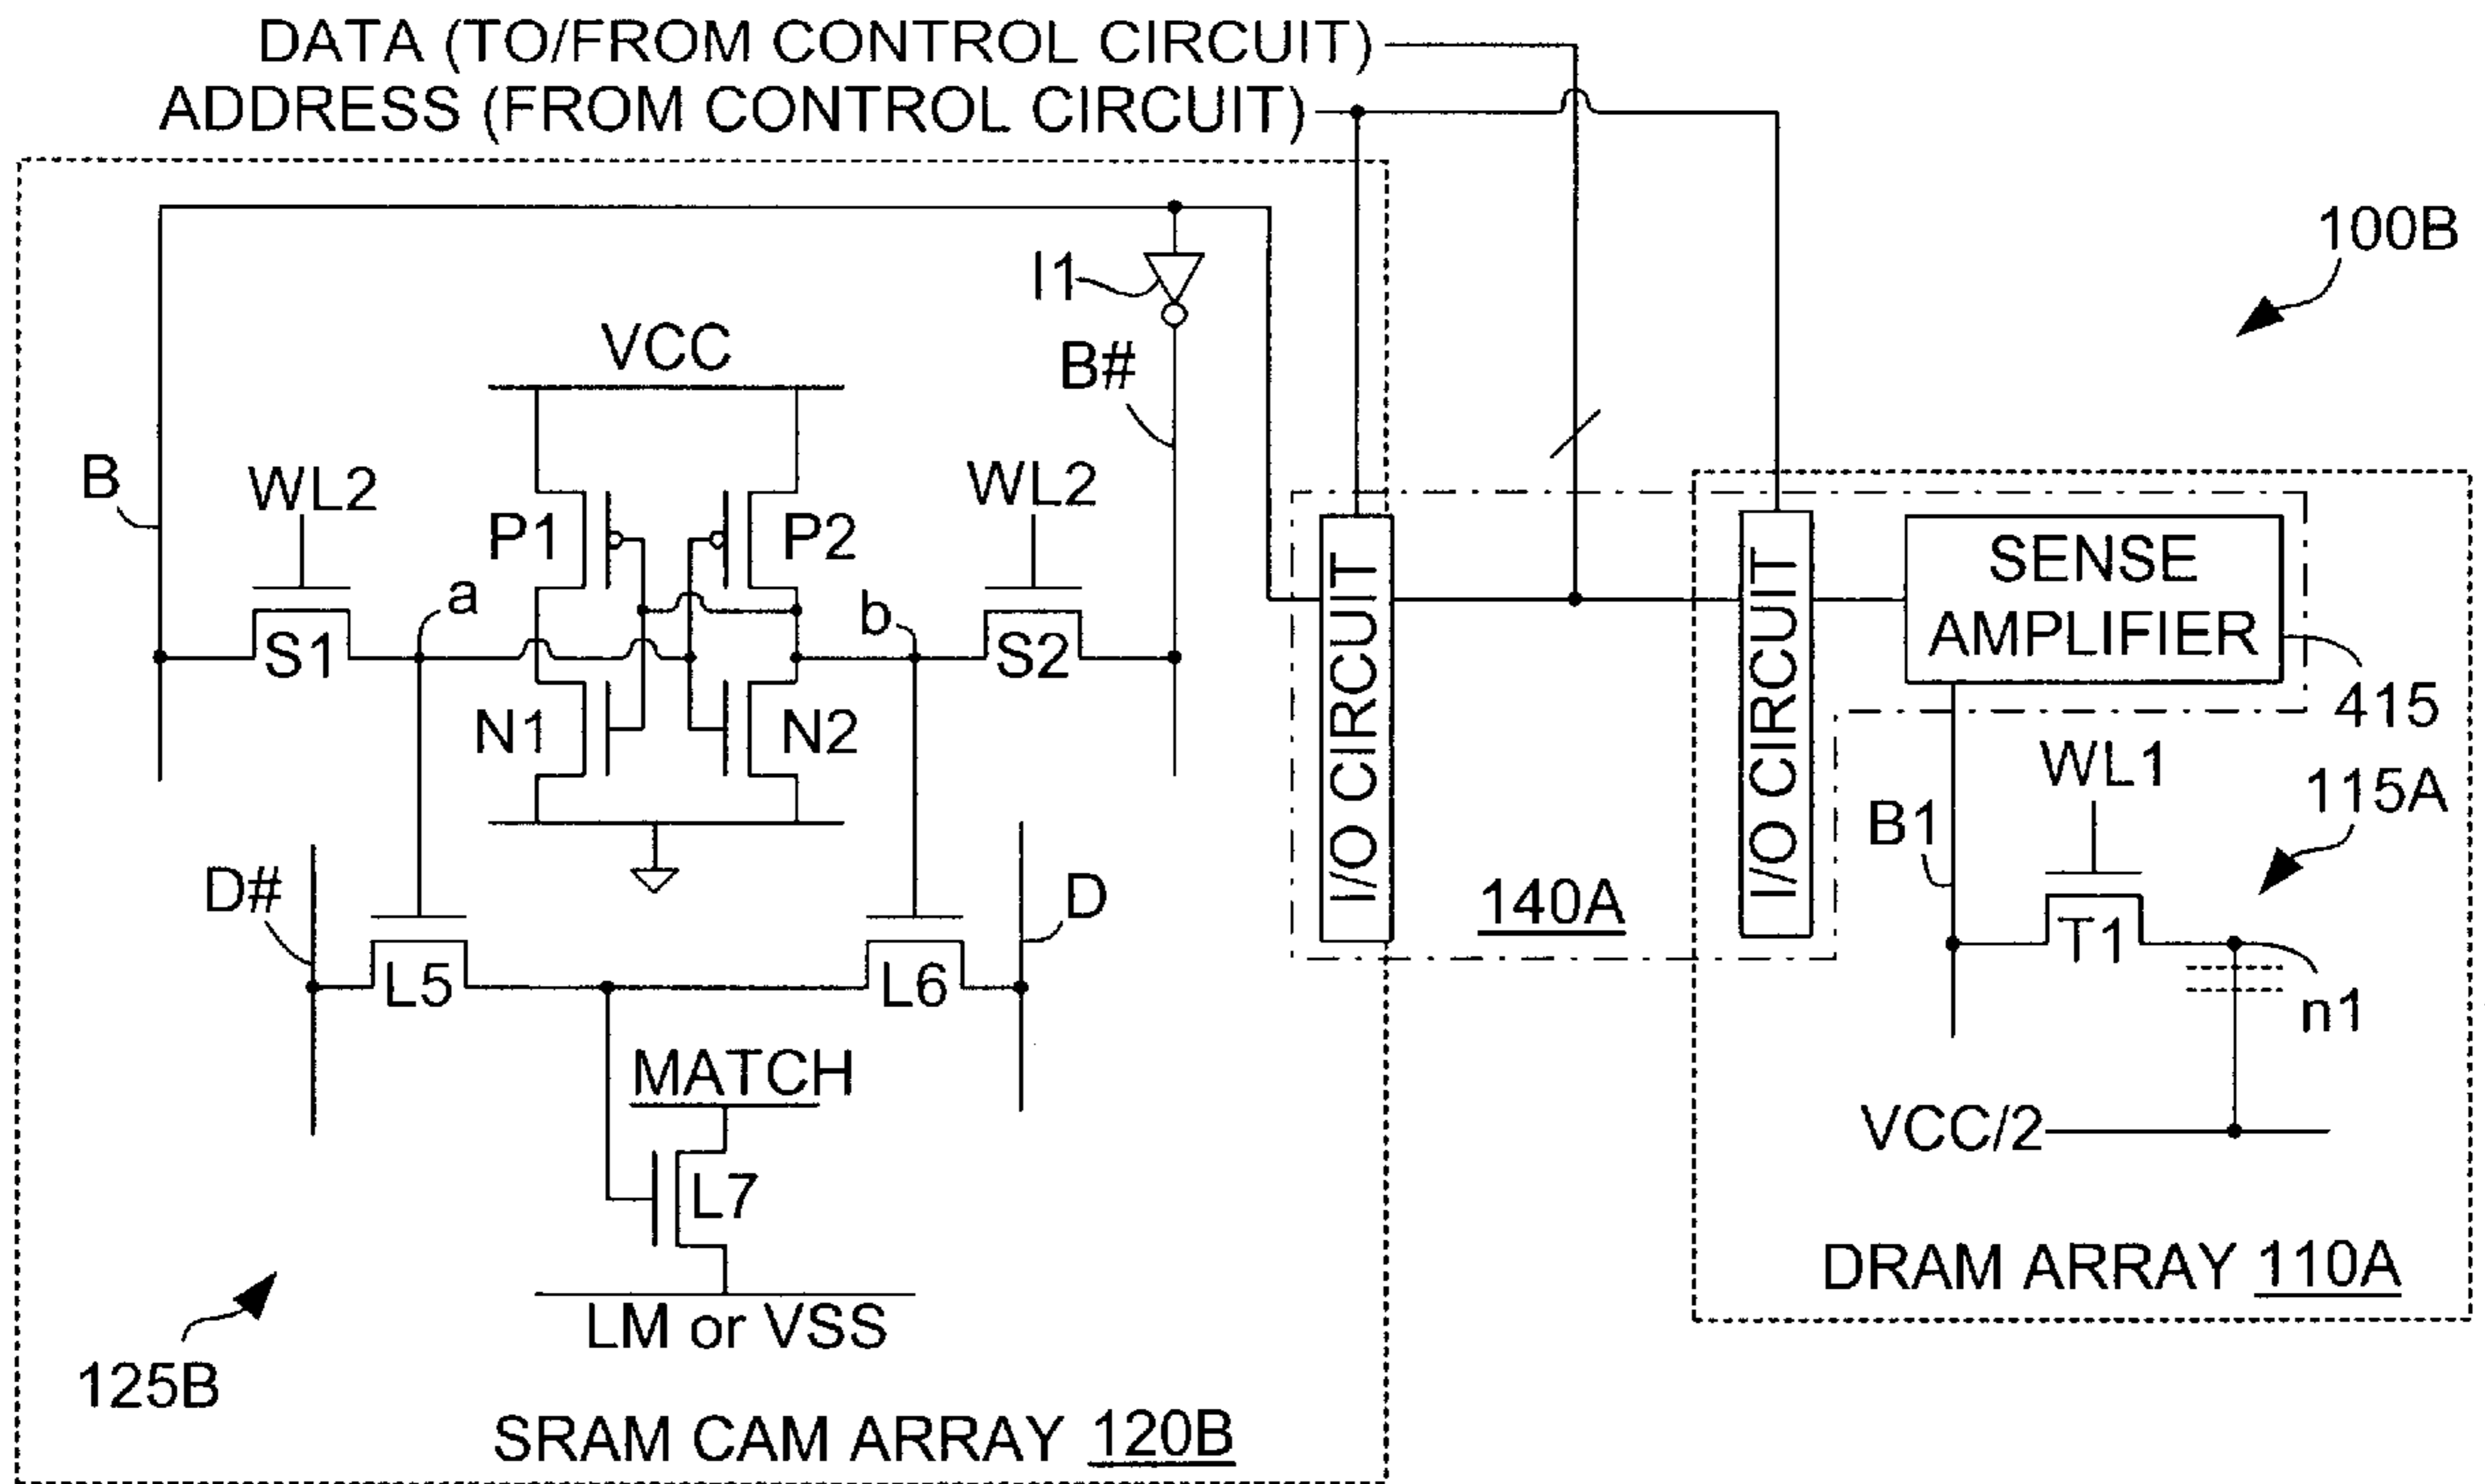 DATA (TO/FROM CONTROL CIRCUIT)
ADDRESS (FROM CONTROL CIRCUIT)
100B
I1
VCC
B#
B
WL2
WL2
P1
P2
a
b
S1
S2
N1
N2
I/O CIRCUIT
I/O CIRCUIT
SENSE
AMPLIFIER
415
WL1
115A
B1
T1
n1
140A
D#
D
L5
L6
MATCH
L7
LM or VSS
VCC/2
DRAM ARRAY 110A
125B
SRAM CAM ARRAY 120B